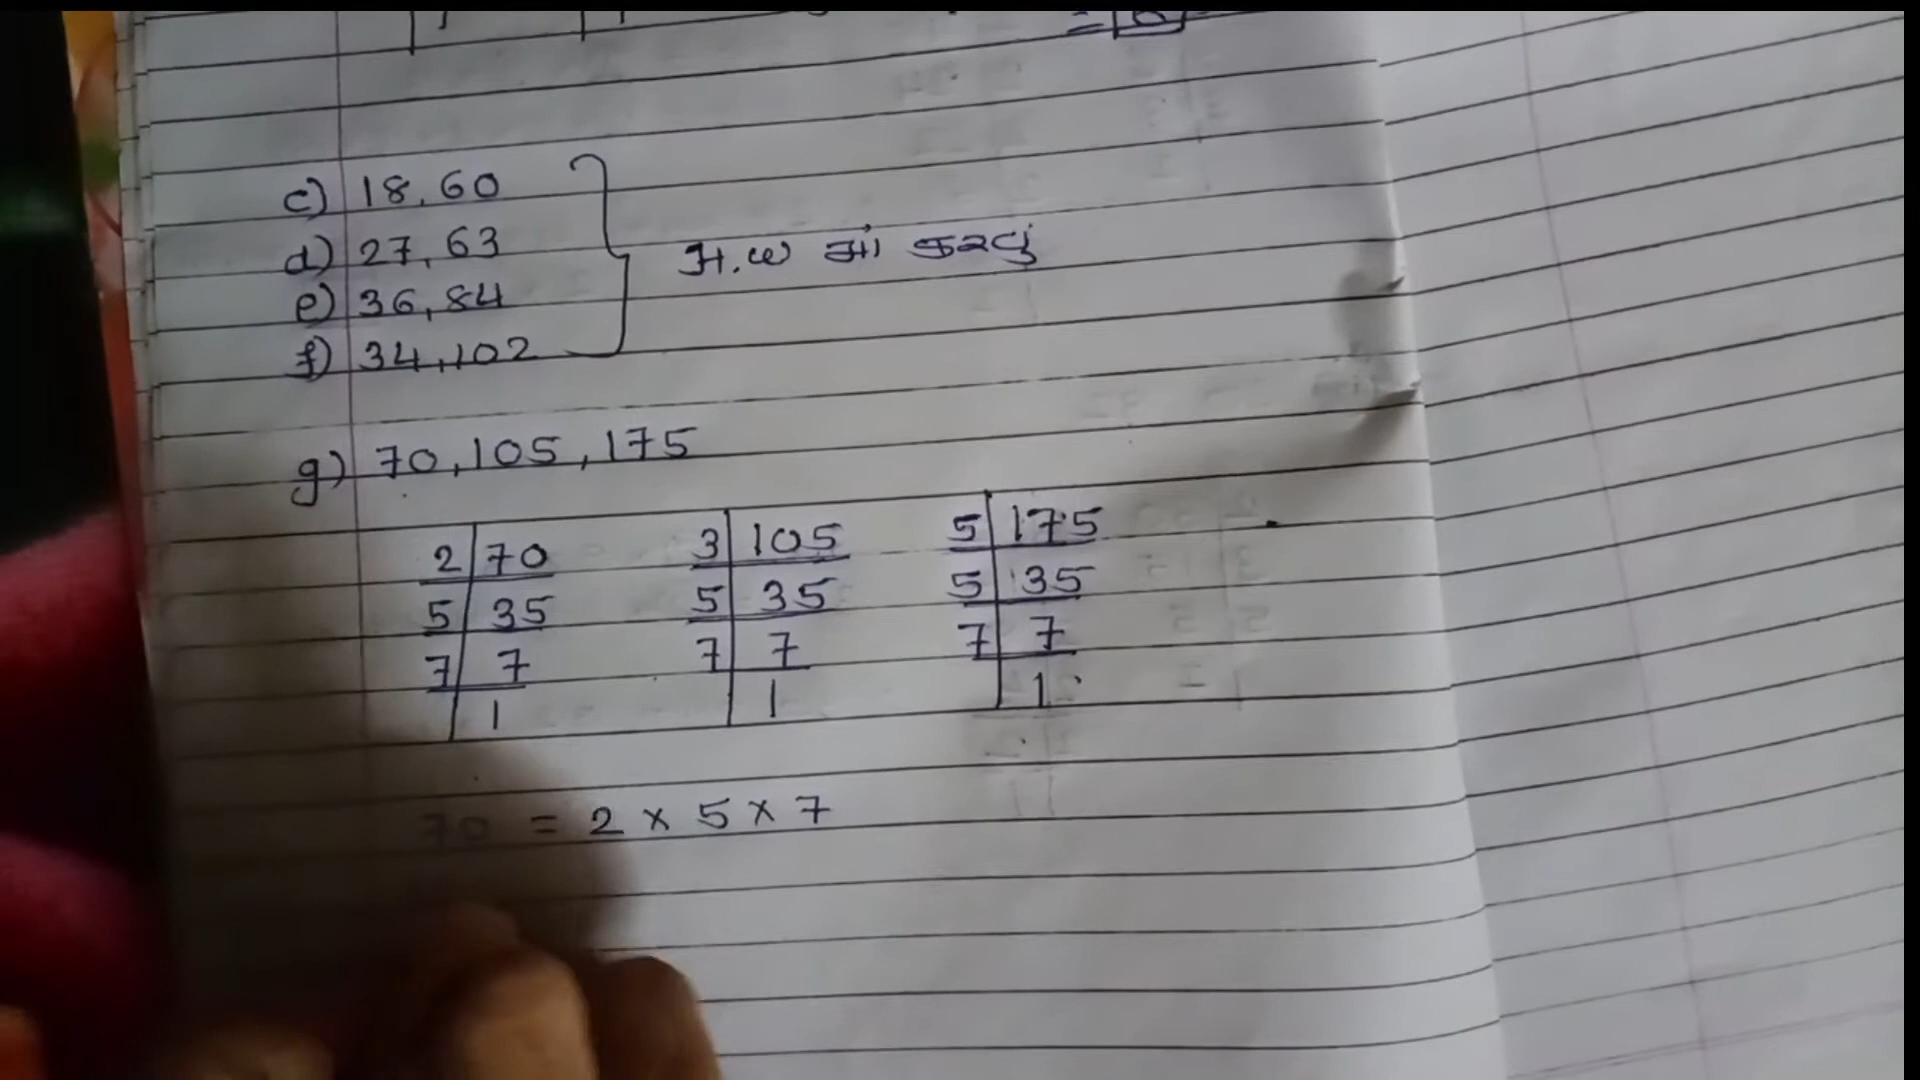 c) 18, 60
d) 27, 63
e) 36, 84
f) 34, 102
અ.લ માં કરવું
g) 70, 105, 175
2 | 70
5 | 35
7 | 7
1
3 | 105
5 | 35
7 | 7
1
5 | 175
5 | 35
7 | 7
1
70 = 2 × 5 × 7